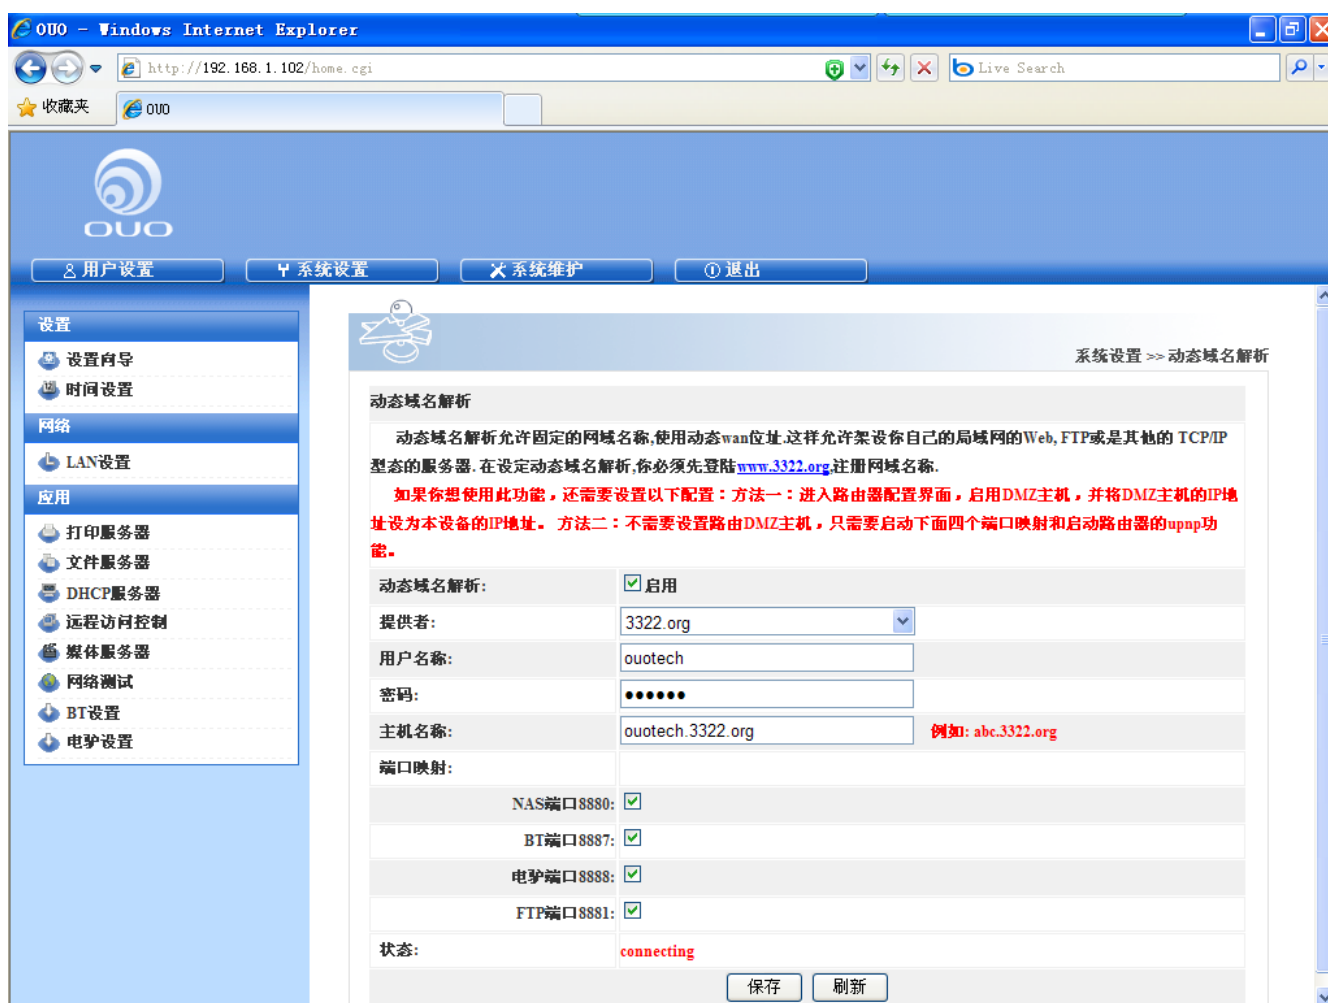 OUO - Windows Internet Explorer
http://192.168.1.102/home.cgi
Live Search
收藏夹
OUO
OUO
用户设置
系统设置
系统维护
退出
设置
设置向导
时间设置
网络
LAN设置
应用
打印服务器
文件服务器
DHCP服务器
远程访问控制
媒体服务器
网络测试
BT设置
电驴设置
系统设置 >> 动态域名解析
动态域名解析
动态域名解析允许固定的网域名称,使用动态wan位址.这样允许架设你自己的局域网的Web, FTP或是其他的 TCP/IP
型态的服务器. 在设定动态域名解析,你必须先登陆www.3322.org,注册网域名称.
如果你想使用此功能，还需要设置以下配置：方法一：进入路由器配置界面，启用DMZ主机，并将DMZ主机的IP地
址设为本设备的IP地址。 方法二：不需要设置路由DMZ主机，只需要启动下面四个端口映射和启动路由器的upnp功
能。
动态域名解析: 启用
提供者: 3322.org
用户名称: ouotech
密码: ••••••
主机名称: ouotech.3322.org 例如: abc.3322.org
端口映射:
NAS端口8880:
BT端口8887:
电驴端口8888:
FTP端口8881:
状态: connecting
保存 刷新